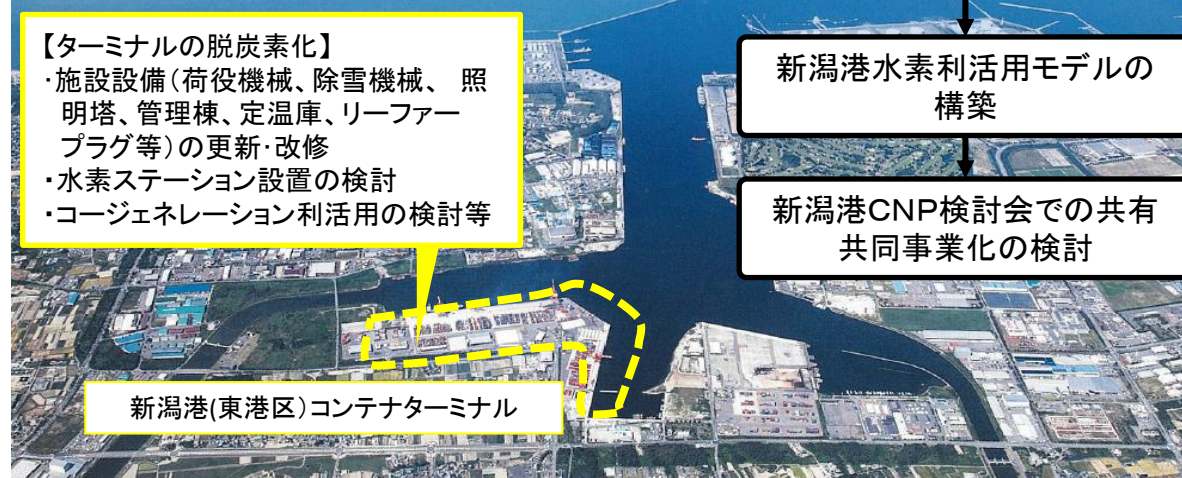 【ターミナルの脱炭素化】
・施設設備(荷役機械、除雪機械、 照
明塔、管理棟、定温庫、リーファー
プラグ等)の更新・改修
・水素ステーション設置の検討
・コージェネレーション利活用の検討等
新潟港(東港区)コンテナターミナル
新潟港水素利活用モデルの
構築
新潟港CNP検討会での共有
共同事業化の検討